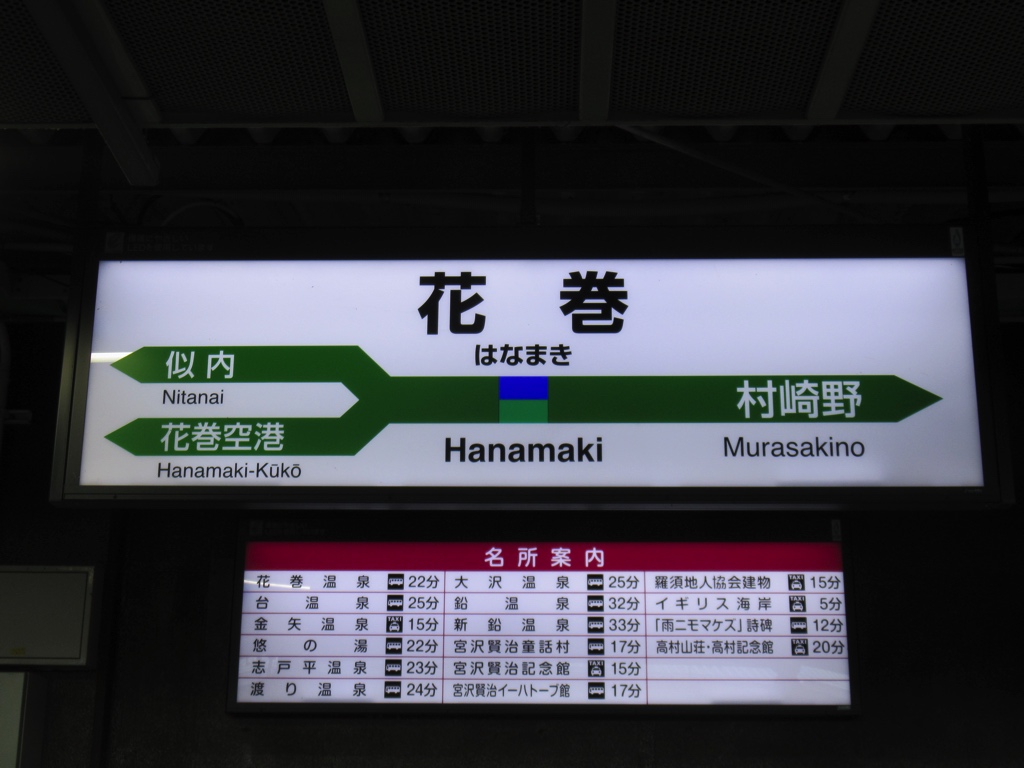 花巻
はなまき
似内
Nitanai
花巻空港
Hanamaki-Kūkō
Hanamaki
村崎野
Murasakino
名所案内
花巻温泉 22分 大沢温泉 25分 羅須地人協会建物 TAXI 15分
台温泉 25分 鉛温泉 32分 イギリス海岸 TAXI 5分
金矢温泉 TAXI 15分 新鉛温泉 33分 「雨ニモマケズ」詩碑 12分
悠の湯 22分 宮沢賢治童話村 17分 高村山荘・高村記念館 TAXI 20分
志戸平温泉 23分 宮沢賢治記念館 TAXI 15分
渡り温泉 24分 宮沢賢治イーハトーブ館 17分